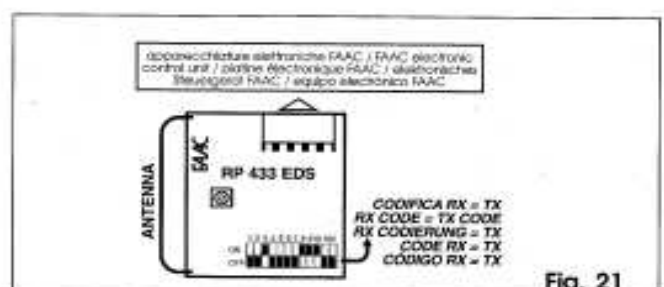 apparecchiature elettroniche FAAC / FAAC electronic
control unit / platine électronique FAAC / elektronisches
Steuergerät FAAC / equipo electrónico FAAC
ANTENNA
FAAC
RP 433 EDS
CODIFICA RX = TX
RX CODE = TX CODE
RX CODIERUNG = TX
CODE RX = TX
CÓDIGO RX = TX
ON
OFF
Fig. 21